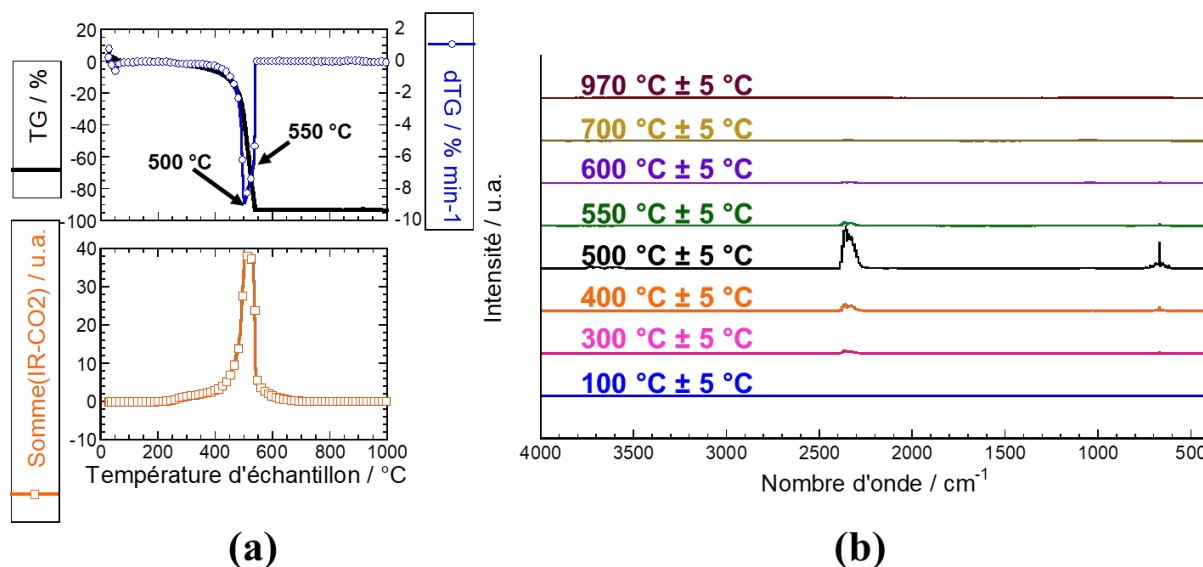 TG / %
20
0
-20
-40
-60
-80
-100
2
0
-2
-4
-6
-8
-10
dTG / % min-1
500 °C
550 °C
Somme(IR-CO2) / u.a.
40
30
20
10
0
-10
0 200 400 600 800 1000
Température d'échantillon / °C
(a)
Intensité / u.a.
970 °C ± 5 °C
700 °C ± 5 °C
600 °C ± 5 °C
550 °C ± 5 °C
500 °C ± 5 °C
400 °C ± 5 °C
300 °C ± 5 °C
100 °C ± 5 °C
4000 3500 3000 2500 2000 1500 1000 500
Nombre d'onde / cm⁻¹
(b)